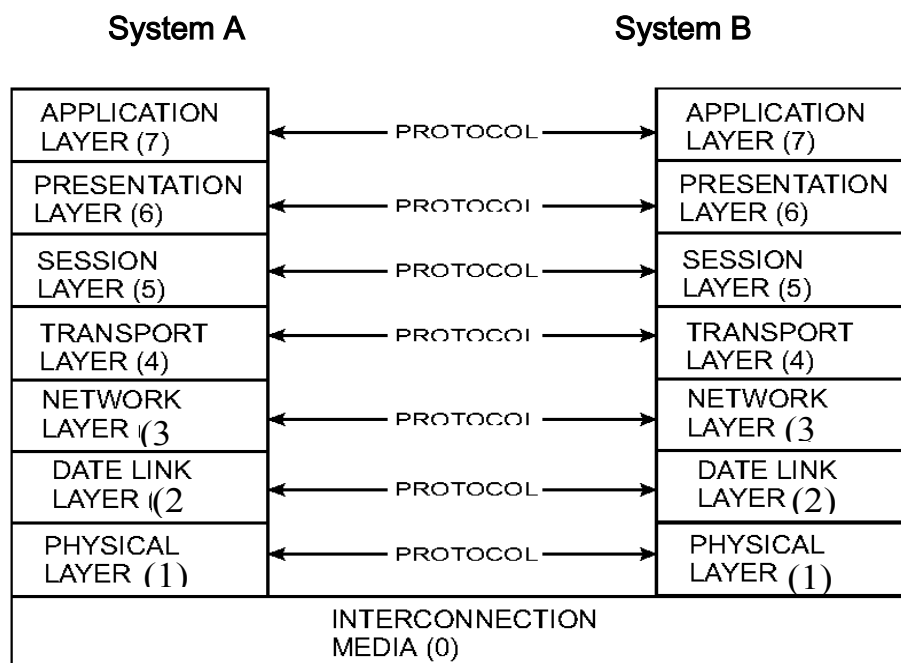 System A
System B
APPLICATION
LAYER (7)
PROTOCOL
APPLICATION
LAYER (7)
PRESENTATION
LAYER (6)
PROTOCOL
PRESENTATION
LAYER (6)
SESSION
LAYER (5)
PROTOCOL
SESSION
LAYER (5)
TRANSPORT
LAYER (4)
PROTOCOL
TRANSPORT
LAYER (4)
NETWORK
LAYER (3
PROTOCOL
NETWORK
LAYER (3
DATE LINK
LAYER (2
PROTOCOL
DATE LINK
LAYER (2)
PHYSICAL
LAYER (1)
PROTOCOL
PHYSICAL
LAYER (1)
INTERCONNECTION
MEDIA (0)